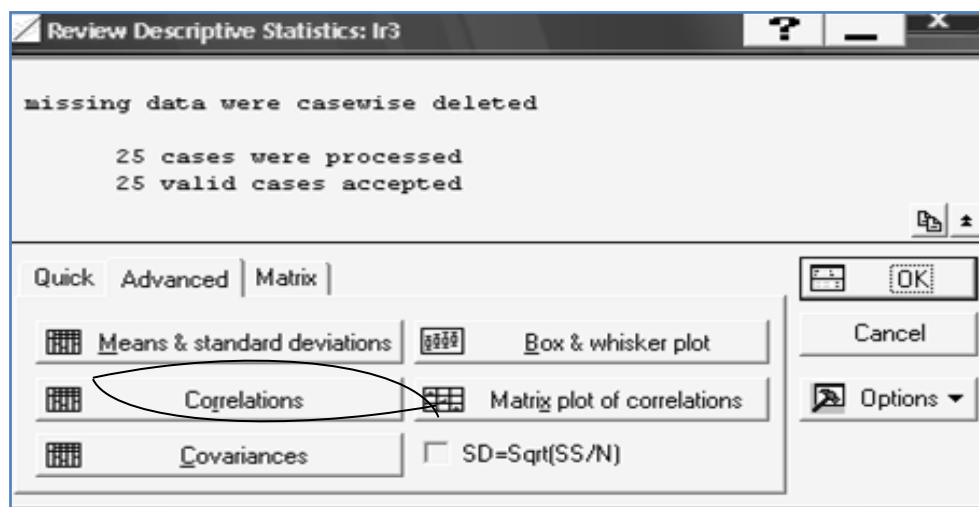 Review Descriptive Statistics: lr3
? _ X
missing data were casewise deleted
25 cases were processed
25 valid cases accepted
Quick Advanced Matrix
OK
Means & standard deviations Box & whisker plot
Cancel
Correlations Matrix plot of correlations
Options
Covariances SD=Sqrt(SS/N)